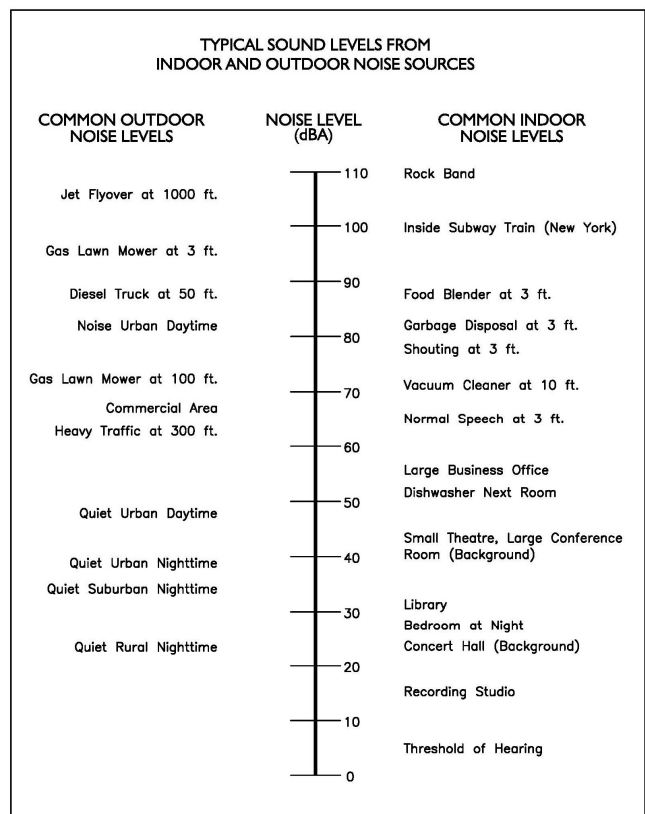 TYPICAL SOUND LEVELS FROM
INDOOR AND OUTDOOR NOISE SOURCES
COMMON OUTDOOR
NOISE LEVELS
NOISE LEVEL
(dBA)
COMMON INDOOR
NOISE LEVELS
110
Rock Band
Jet Flyover at 1000 ft.
100
Inside Subway Train (New York)
Gas Lawn Mower at 3 ft.
90
Diesel Truck at 50 ft.
Food Blender at 3 ft.
Noise Urban Daytime
Garbage Disposal at 3 ft.
80
Shouting at 3 ft.
Gas Lawn Mower at 100 ft.
Vacuum Cleaner at 10 ft.
70
Commercial Area
Normal Speech at 3 ft.
Heavy Traffic at 300 ft.
60
Large Business Office
Dishwasher Next Room
50
Quiet Urban Daytime
Small Theatre, Large Conference
Room (Background)
40
Quiet Urban Nighttime
Quiet Suburban Nighttime
Library
30
Bedroom at Night
Quiet Rural Nighttime
Concert Hall (Background)
20
Recording Studio
10
Threshold of Hearing
0